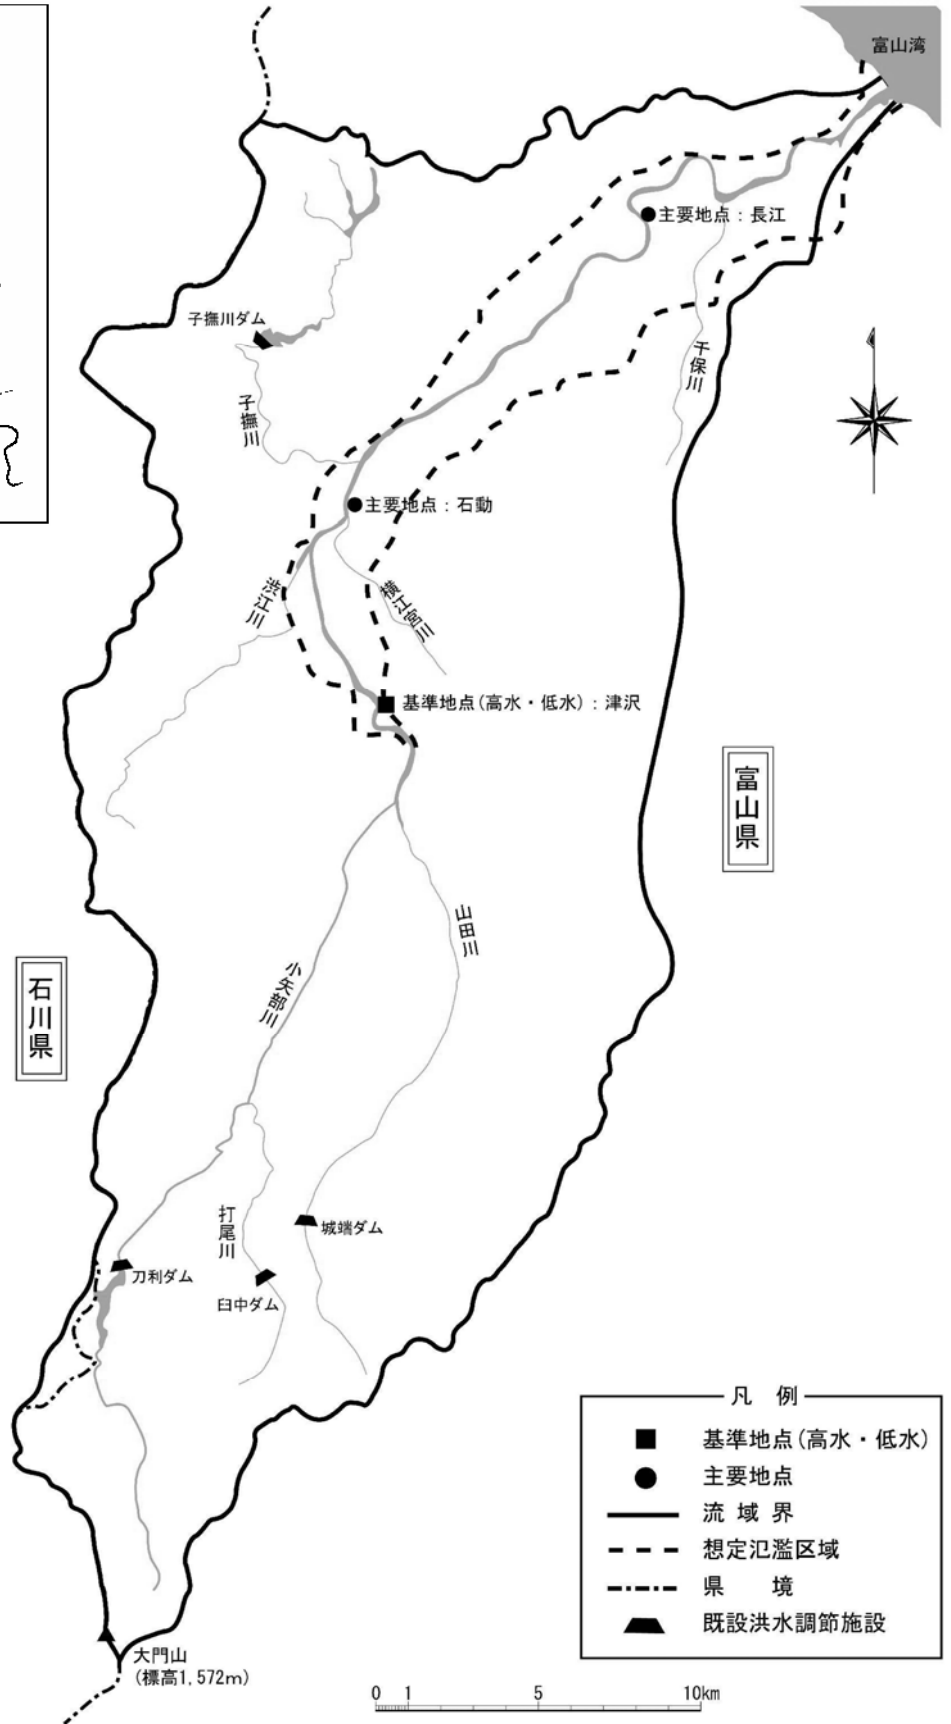 富山湾
主要地点：長江
子撫川ダム
千保川
子撫川
主要地点：石動
渋江川
横江宮川
基準地点(高水・低水)：津沢
富山県
山田川
石川県
小矢部川
打尾川
城端ダム
刀利ダム
臼中ダム
凡 例
基準地点(高水・低水)
主要地点
流 域 界
想定氾濫区域
県 境
既設洪水調節施設
大門山
(標高1,572m)
0 1 5 10km